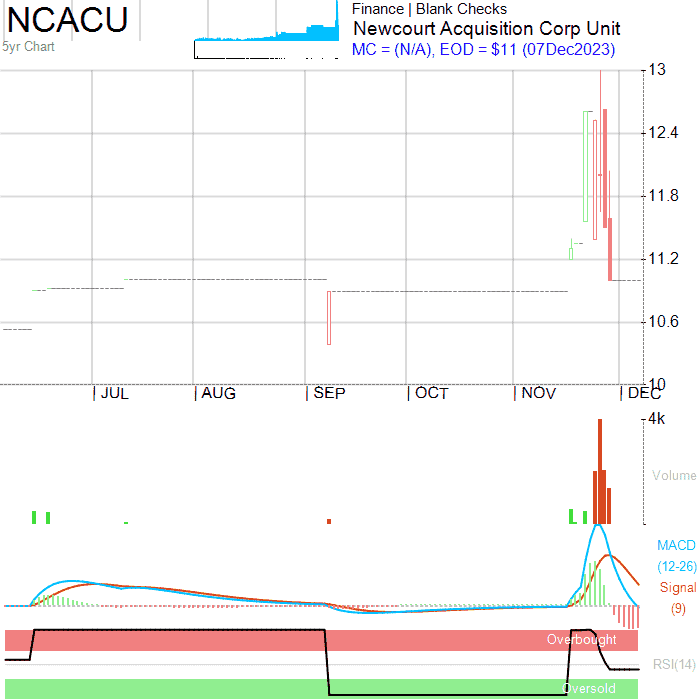 NCACU
5yr Chart
Finance | Blank Checks
Newcourt Acquisition Corp Unit
MC = (N/A), EOD = $11 (07Dec2023)
13
12.4
11.8
11.2
10.6
10
JUL AUG SEP OCT NOV DEC
4k
Volume
MACD
(12-26)
Signal
(9)
Overbought
RSI(14)
Oversold